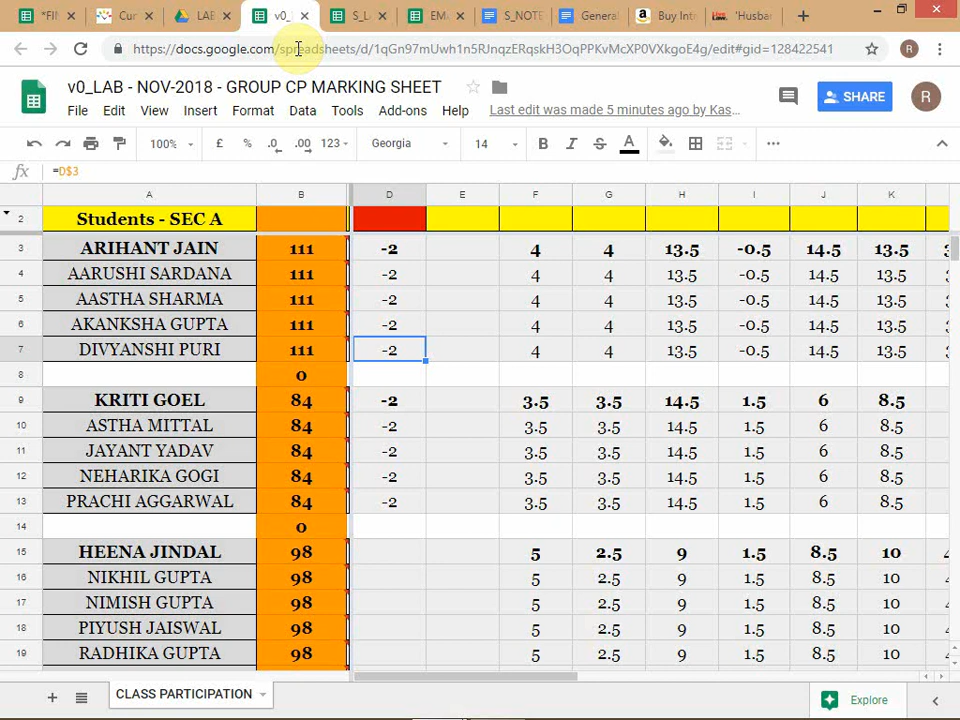 *FIN
Cur
LAB
v0_
S_LA
EMA
S_NOTE
General
Buy Int
Live 'Husba
https://docs.google.com/spreadsheets/d/1qGn97mUwh1n5RUnqzERqskH3OqPPKvMcXP0VXkgoE4g/edit#gid=128422541
R
v0_LAB - NOV-2018 - GROUP CP MARKING SHEET
File Edit View Insert Format Data Tools Add-ons Help Last edit was made 5 minutes ago by Kas...
SHARE
R
100% £ % .0 .00 123 Georgia 14 B I S A
fx =D$3
A B D E F G H I J K
2 Students - SEC A
3 ARIHANT JAIN 111 -2 4 4 13.5 -0.5 14.5 13.5
4 AARUSHI SARDANA 111 -2 4 4 13.5 -0.5 14.5 13.5
5 AASTHA SHARMA 111 -2 4 4 13.5 -0.5 14.5 13.5
6 AKANKSHA GUPTA 111 -2 4 4 13.5 -0.5 14.5 13.5
7 DIVYANSHI PURI 111 -2 4 4 13.5 -0.5 14.5 13.5
8 0
9 KRITI GOEL 84 -2 3.5 3.5 14.5 1.5 6 8.5
10 ASTHA MITTAL 84 -2 3.5 3.5 14.5 1.5 6 8.5
11 JAYANT YADAV 84 -2 3.5 3.5 14.5 1.5 6 8.5
12 NEHARIKA GOGI 84 -2 3.5 3.5 14.5 1.5 6 8.5
13 PRACHI AGGARWAL 84 -2 3.5 3.5 14.5 1.5 6 8.5
14 0
15 HEENA JINDAL 98 5 2.5 9 1.5 8.5 10
16 NIKHIL GUPTA 98 5 2.5 9 1.5 8.5 10
17 NIMISH GUPTA 98 5 2.5 9 1.5 8.5 10
18 PIYUSH JAISWAL 98 5 2.5 9 1.5 8.5 10
19 RADHIKA GUPTA 98 5 2.5 9 1.5 8.5 10
CLASS PARTICIPATION
Explore